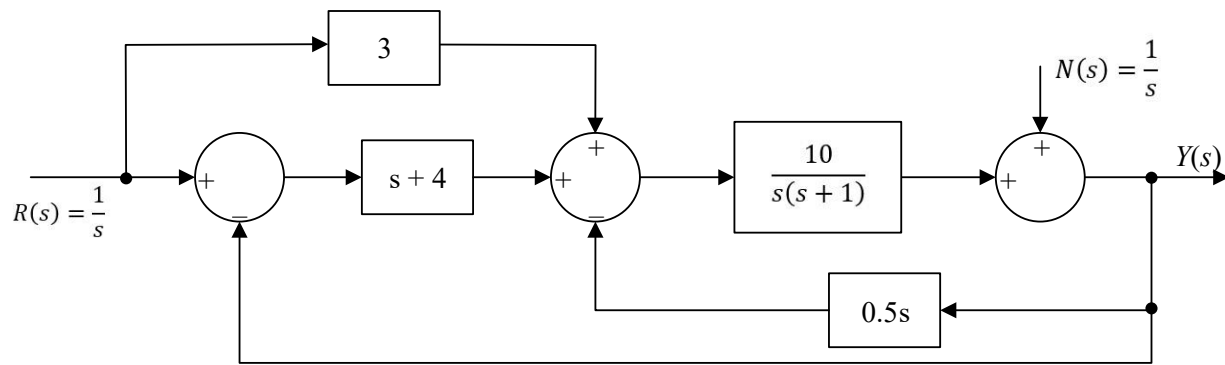 3
N(s) = 1/s
+
+
+
s + 4
+
10
s(s + 1)
+
Y(s)
R(s) = 1/s
−
−
0.5s